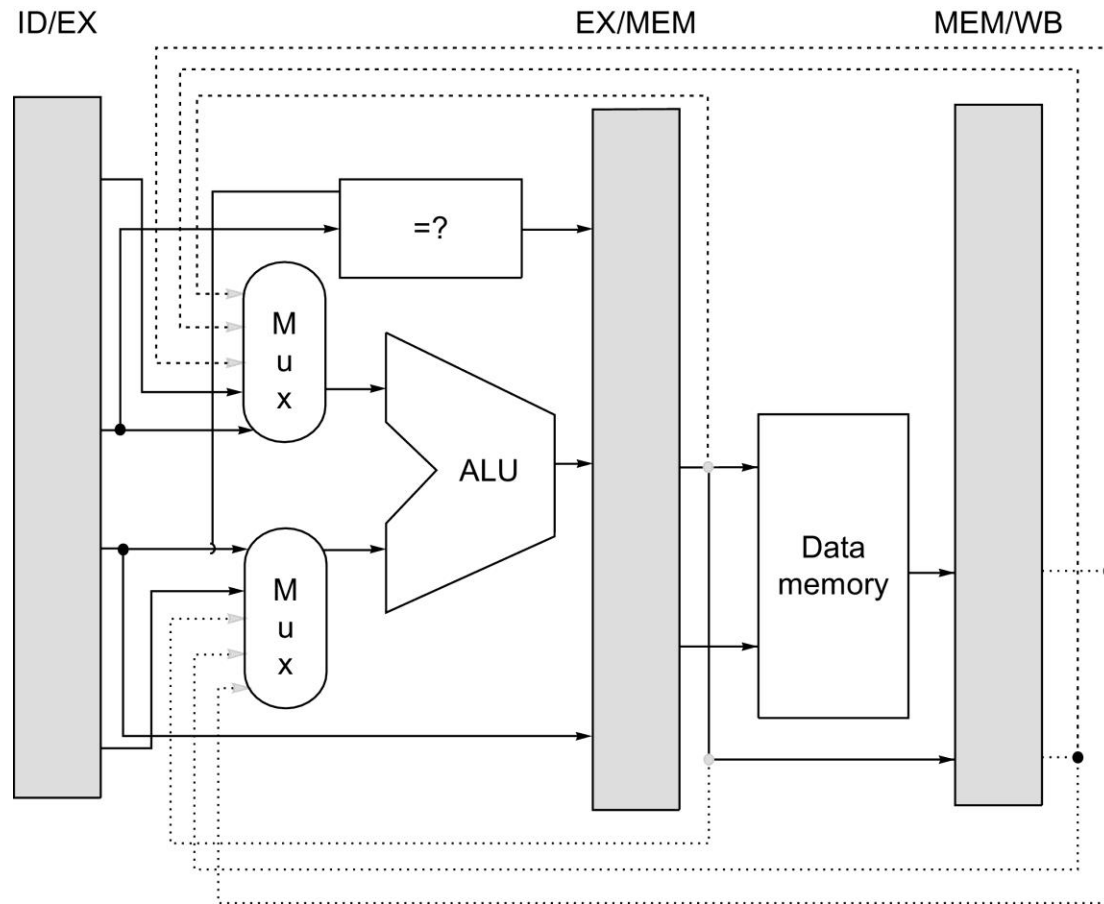 ID/EX
EX/MEM
MEM/WB
=?
M
u
x
ALU
M
u
x
Data
memory